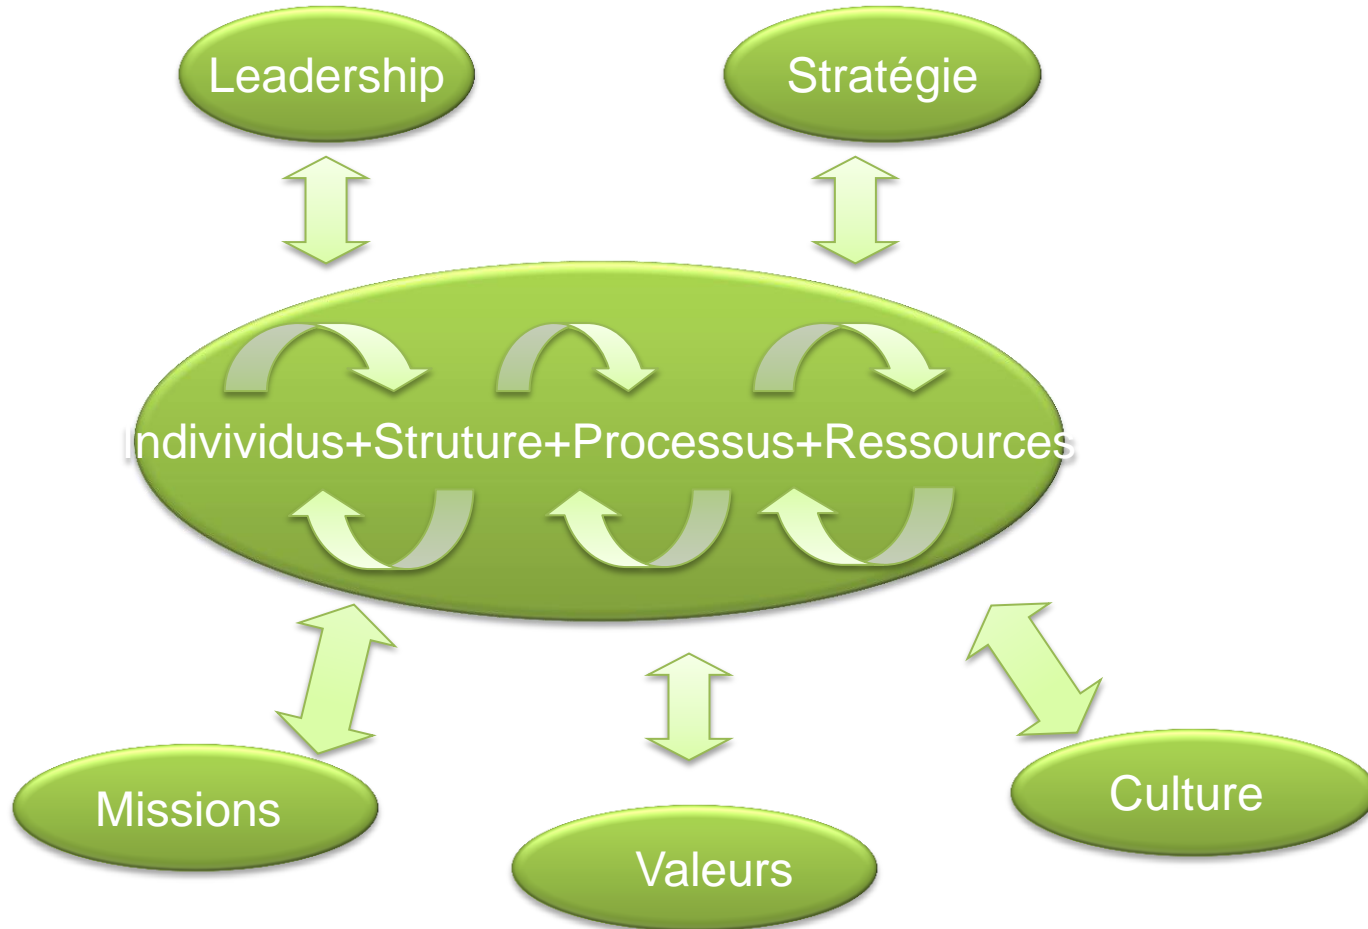 Leadership
Stratégie
Indivividus+Struture+Processus+Ressources
Missions
Culture
Valeurs